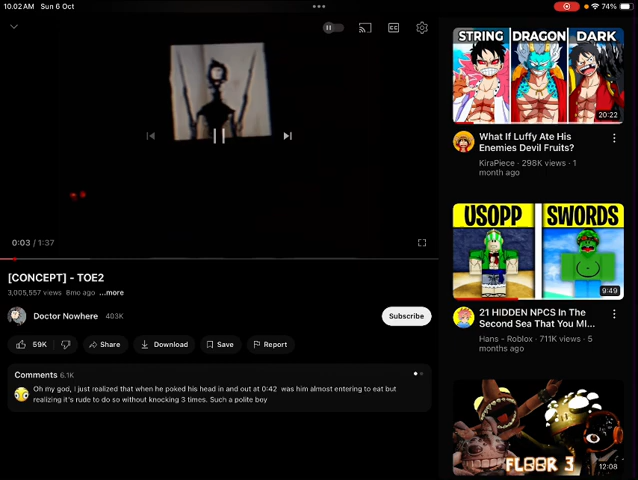 10.02 AM Sun 6 Oct
74%
CC
0:03 / 1:37
[CONCEPT] - TOE2
3,005,557 views 8mo ago ...more
Doctor Nowhere 403K
Subscribe
59K
Share
Download
Save
Report
Comments 6.1K
Oh my god, I just realized that when he poked his head in and out at 0:42 was him almost entering to eat but
realizing it's rude to do so without knocking 3 times. Such a polite boy
STRING DRAGON DARK
20:22
What If Luffy Ate His
Enemies Devil Fruits?
KiraPiece · 298K views · 1
month ago
USOPP SWORDS
9:49
21 HIDDEN NPCS In The
Second Sea That You MI...
Hans - Roblox · 711K views · 5
months ago
FLOOR 3
12:08